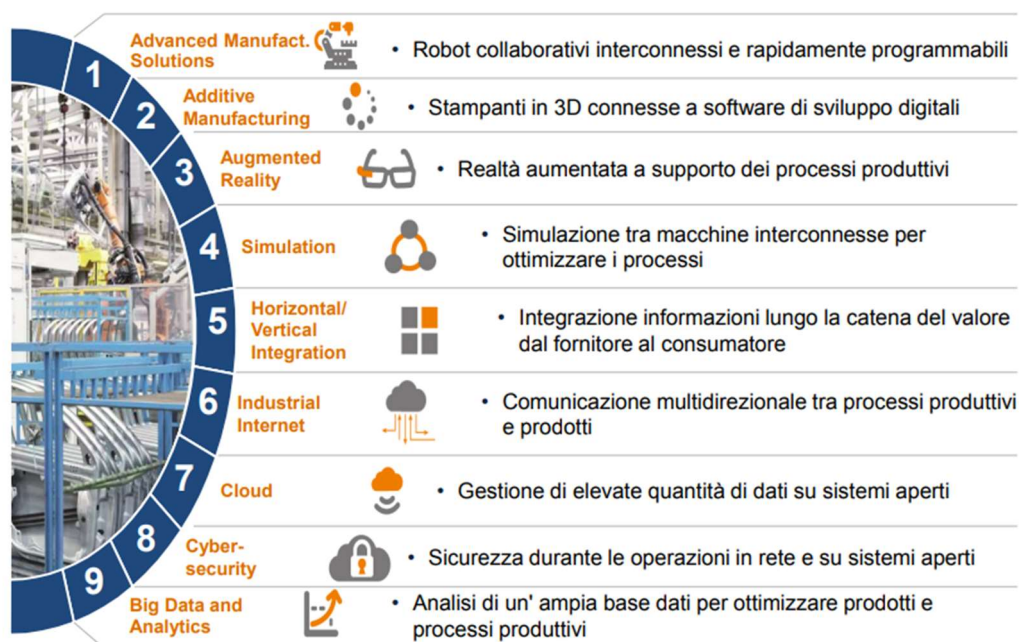 1
Advanced Manufact.
Solutions
• Robot collaborativi interconnessi e rapidamente programmabili
2
Additive
Manufacturing
• Stampanti in 3D connesse a software di sviluppo digitali
3
Augmented
Reality
• Realtà aumentata a supporto dei processi produttivi
4
Simulation
• Simulazione tra macchine interconnesse per
ottimizzare i processi
5
Horizontal/
Vertical
Integration
• Integrazione informazioni lungo la catena del valore
dal fornitore al consumatore
6
Industrial
Internet
• Comunicazione multidirezionale tra processi produttivi
e prodotti
7
Cloud
• Gestione di elevate quantità di dati su sistemi aperti
8
Cyber-
security
• Sicurezza durante le operazioni in rete e su sistemi aperti
9
Big Data and
Analytics
• Analisi di un' ampia base dati per ottimizzare prodotti e
processi produttivi